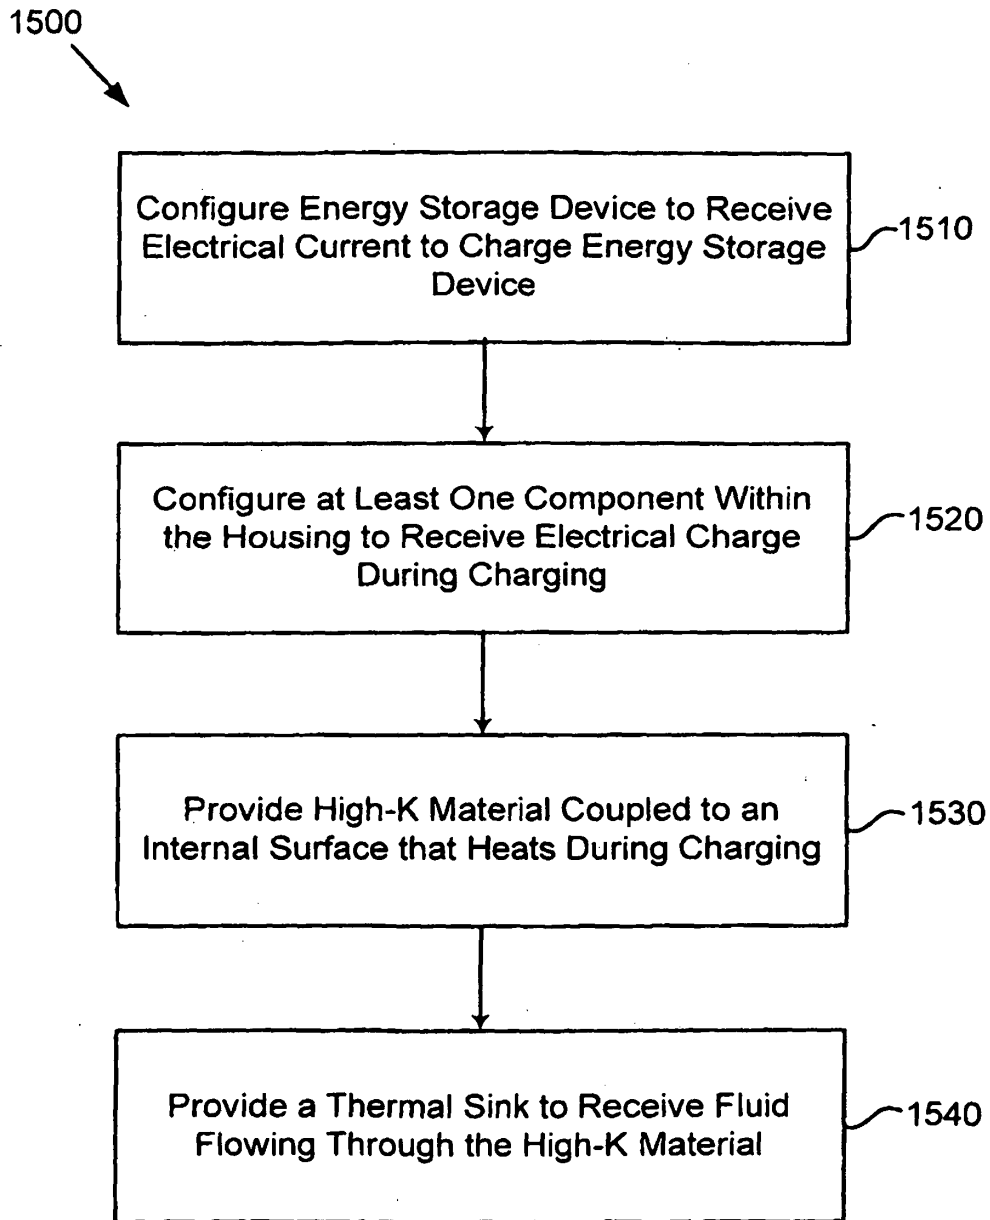 1500
Configure Energy Storage Device to Receive
Electrical Current to Charge Energy Storage
Device
1510
Configure at Least One Component Within
the Housing to Receive Electrical Charge
During Charging
1520
Provide High-K Material Coupled to an
Internal Surface that Heats During Charging
1530
Provide a Thermal Sink to Receive Fluid
Flowing Through the High-K Material
1540